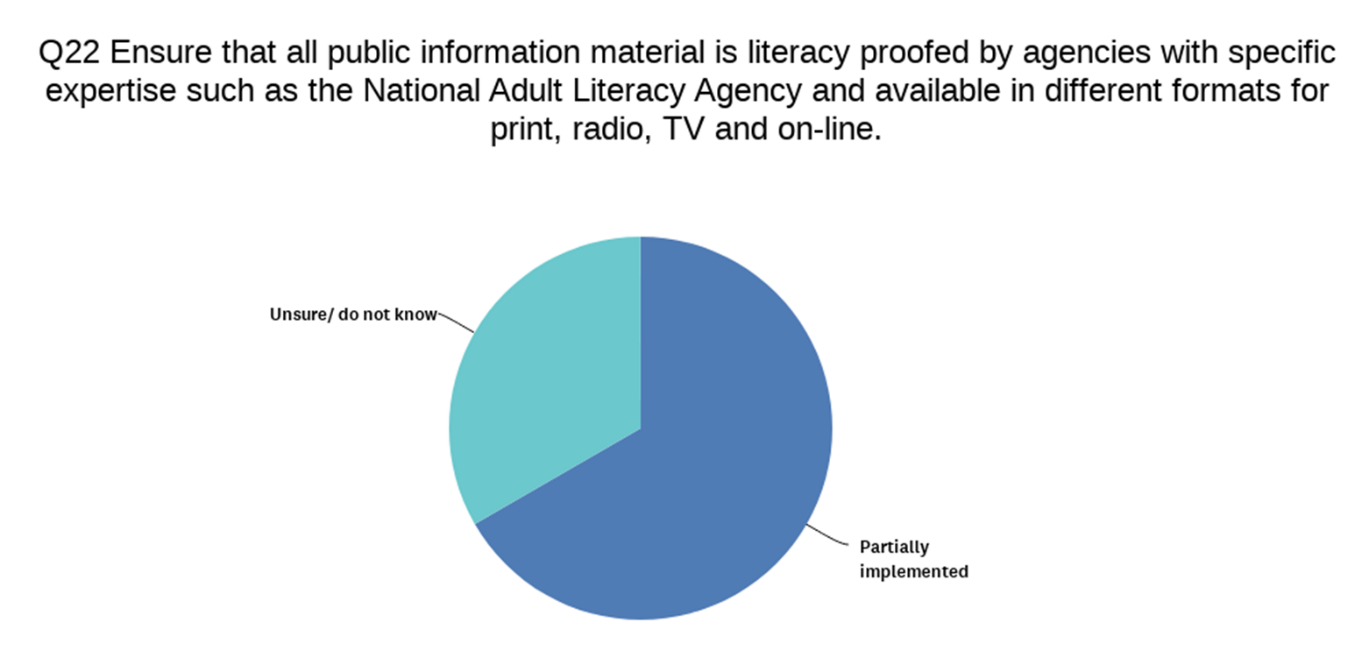 Q22 Ensure that all public information material is literacy proofed by agencies with specific
expertise such as the National Adult Literacy Agency and available in different formats for
print, radio, TV and on-line.
Unsure/ do not know
Partially
implemented